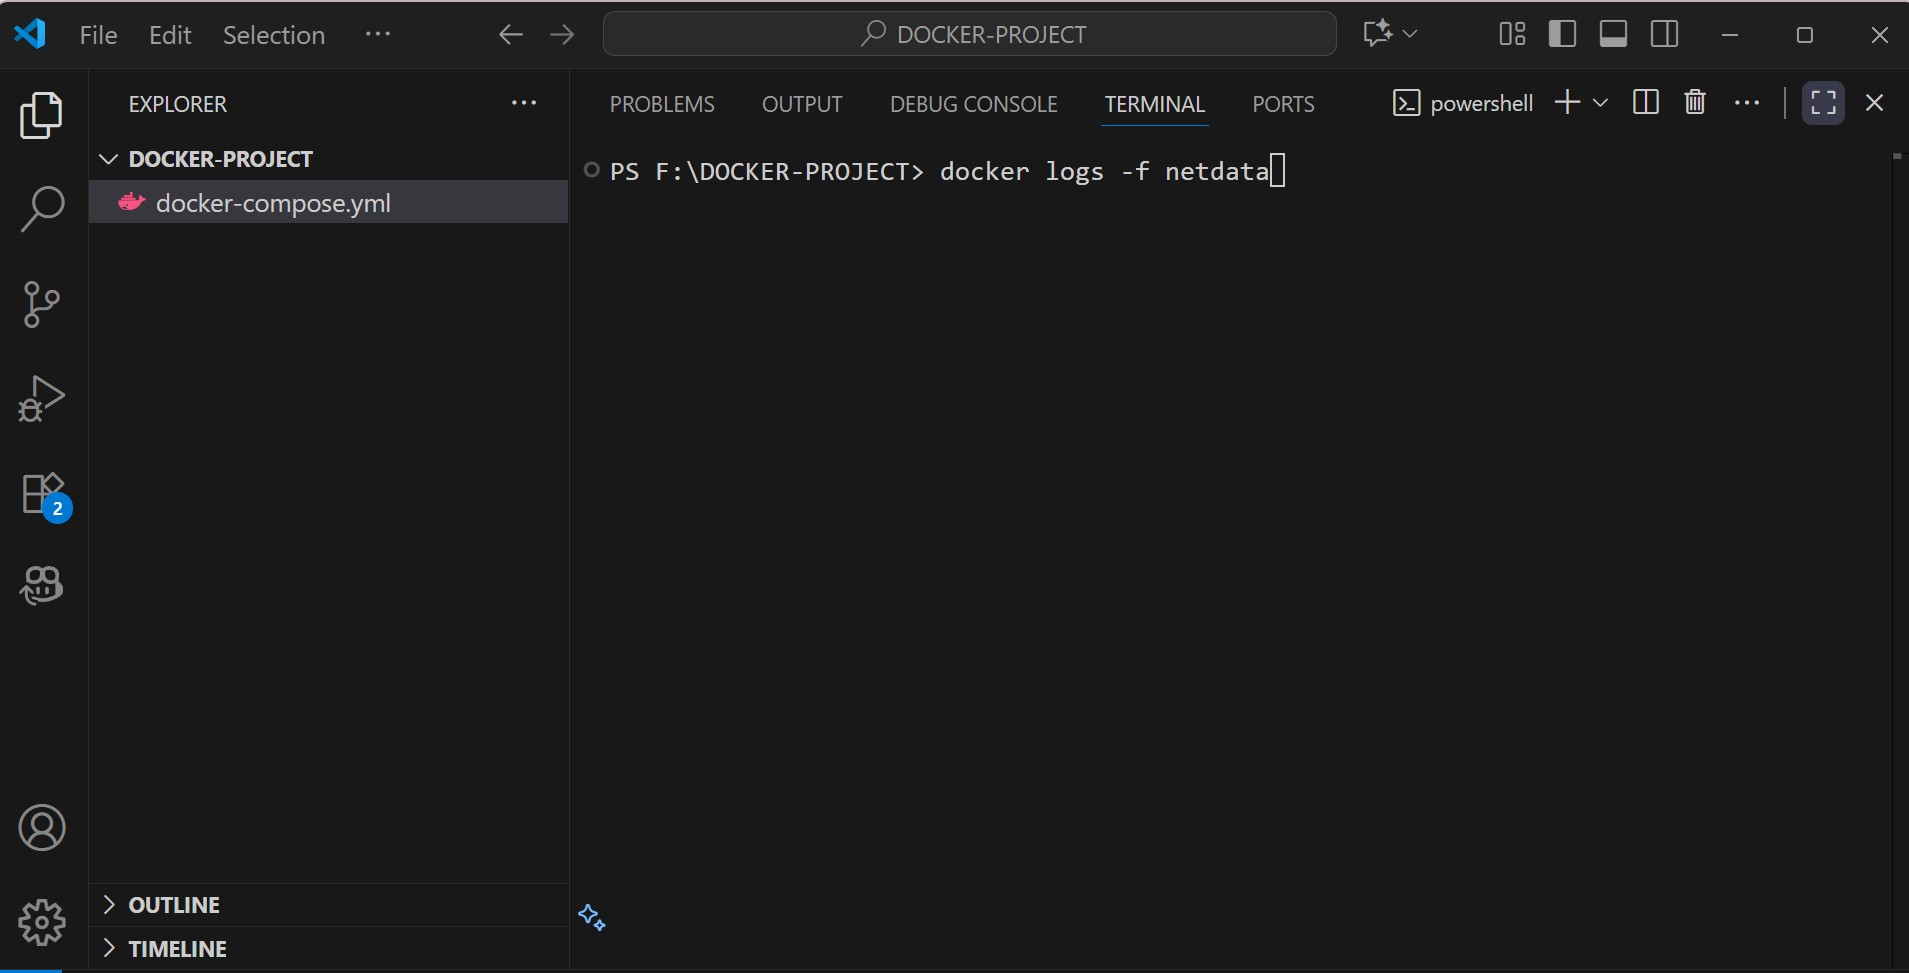 File Edit Selection ··· DOCKER-PROJECT
EXPLORER ···
DOCKER-PROJECT
docker-compose.yml
2
OUTLINE
TIMELINE
PROBLEMS OUTPUT DEBUG CONSOLE TERMINAL PORTS powershell ···
PS F:\DOCKER-PROJECT> docker logs -f netdata